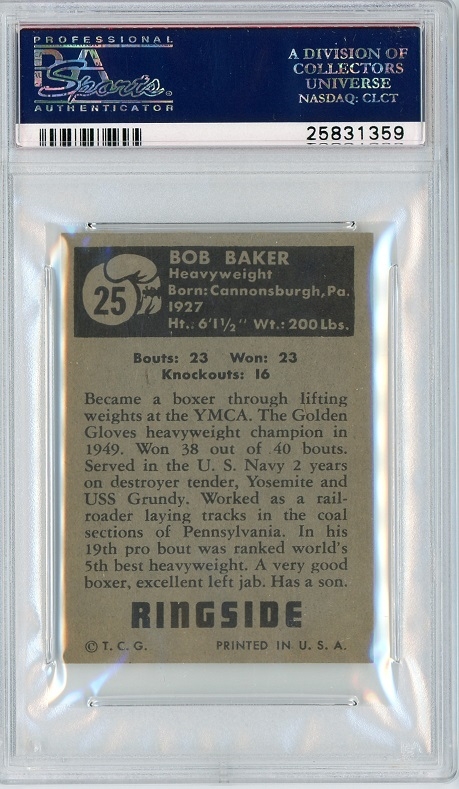 PROFESSIONAL
PSA
Sports
AUTHENTICATOR
A DIVISION OF
COLLECTORS
UNIVERSE
NASDAQ: CLCT
25831359
25
BOB BAKER
Heavyweight
Born: Cannonsburgh, Pa.
1927
Ht.: 6'1½" Wt.: 200 Lbs.
Bouts: 23 Won: 23
Knockouts: 16
Became a boxer through lifting
weights at the YMCA. The Golden
Gloves heavyweight champion in
1949. Won 38 out of 40 bouts.
Served in the U. S. Navy 2 years
on destroyer tender, Yosemite and
USS Grundy. Worked as a rail-
roader laying tracks in the coal
sections of Pennsylvania. In his
19th pro bout was ranked world's
5th best heavyweight. A very good
boxer, excellent left jab. Has a son.
RINGSIDE
© T. C. G. PRINTED IN U. S. A.